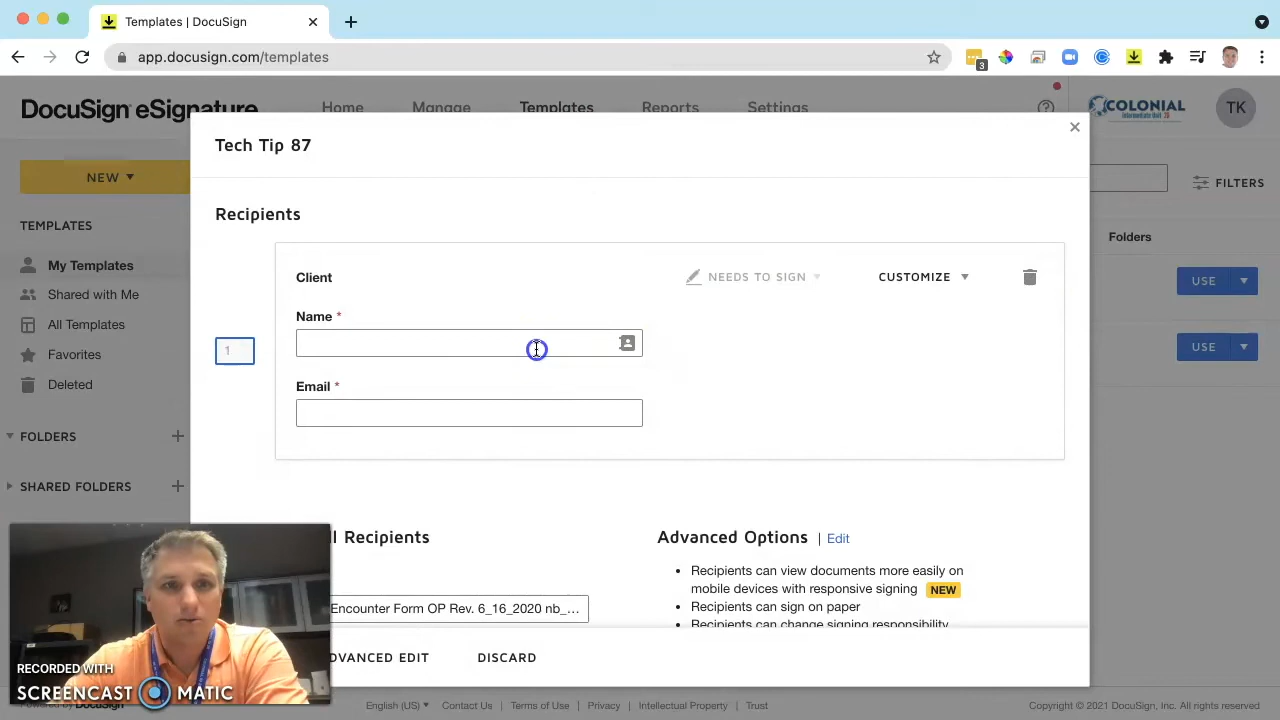 Templates | DocuSign
app.docusign.com/templates
3
DocuSign eSignature
Home
Manage
Templates
Reports
Settings
COLONIAL
TK
NEW
FILTERS
TEMPLATES
My Templates
Shared with Me
All Templates
Favorites
Deleted
FOLDERS
SHARED FOLDERS
Folders
USE
USE
Tech Tip 87
Recipients
1
Client
NEEDS TO SIGN
CUSTOMIZE
Name *
Email *
l Recipients
Encounter Form OP Rev. 6_16_2020 nb_...
Advanced Options | Edit
Recipients can view documents more easily on
mobile devices with responsive signing NEW
Recipients can sign on paper
Recipients can change signing responsibility
DVANCED EDIT
DISCARD
RECORDED WITH
SCREENCAST MATIC
Powered by DocuSign
English (US)
Contact Us
Terms of Use
Privacy
Intellectual Property
Trust
Copyright © 2021 DocuSign, Inc. All rights reserved